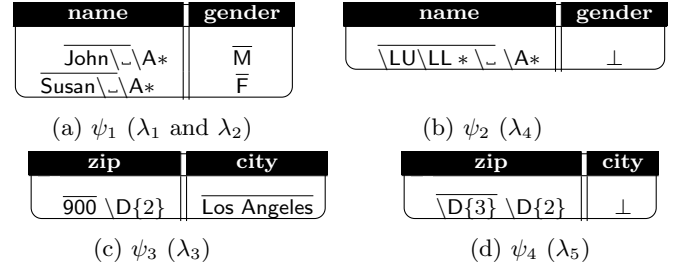 name gender name gender
John\␣\A∗ M \LU\LL ∗ \␣ \A∗ ⊥
Susan\␣\A∗ F
(a) ψ1 (λ1 and λ2) (b) ψ2 (λ4)
zip city zip city
900 \D{2} Los Angeles \D{3} \D{2} ⊥
(c) ψ3 (λ3) (d) ψ4 (λ5)